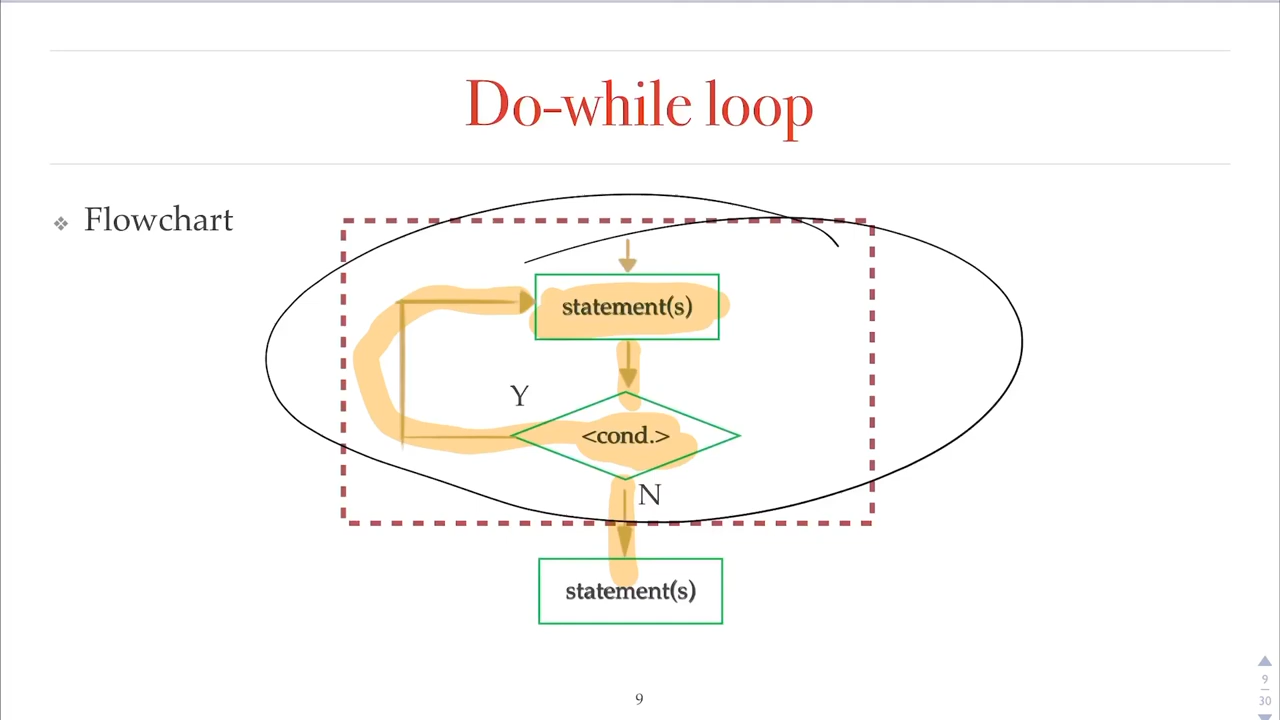 Do-while loop
Flowchart
statement(s)
Y
<cond.>
N
statement(s)
9
9
30